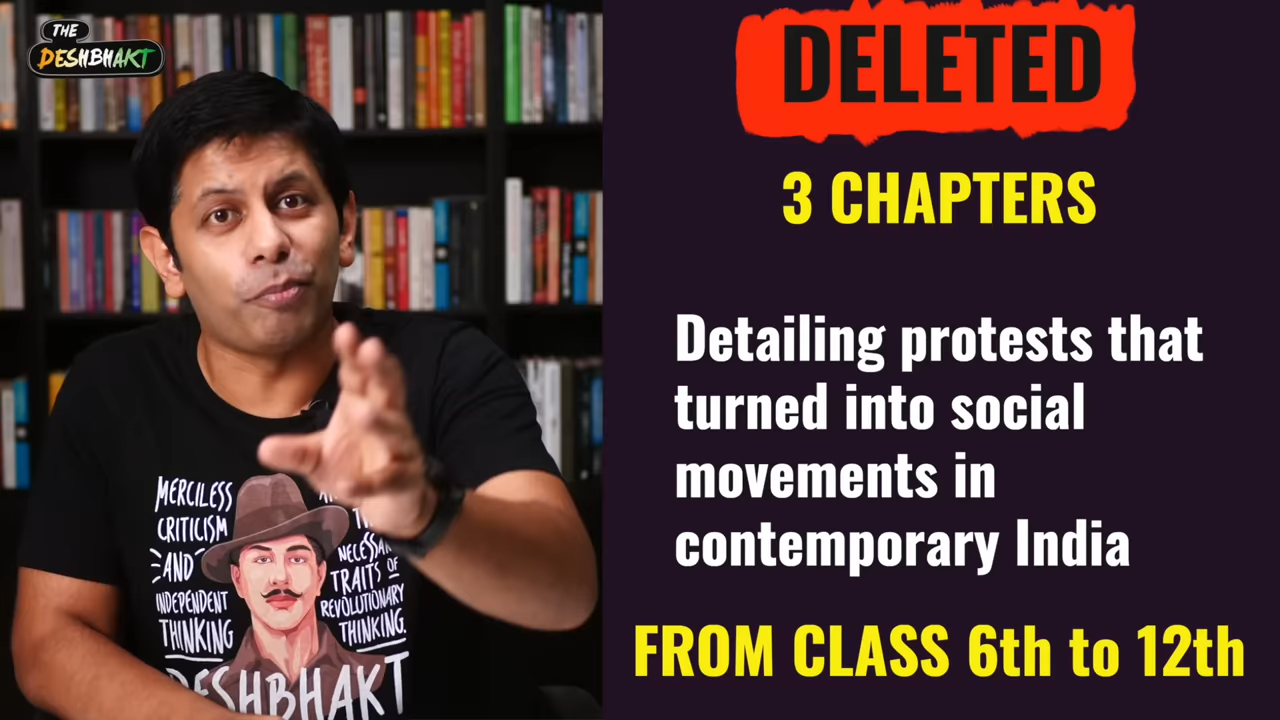 THE
DESHBHAKT
DELETED
3 CHAPTERS
Detailing protests that
turned into social
movements in
contemporary India
FROM CLASS 6th to 12th
MERCILESS
CRITICISM
AND
INDEPENDENT
THINKING
NECESSARY
TRAITS OF
REVOLUTIONARY
THINKING.
DESHBHAKT